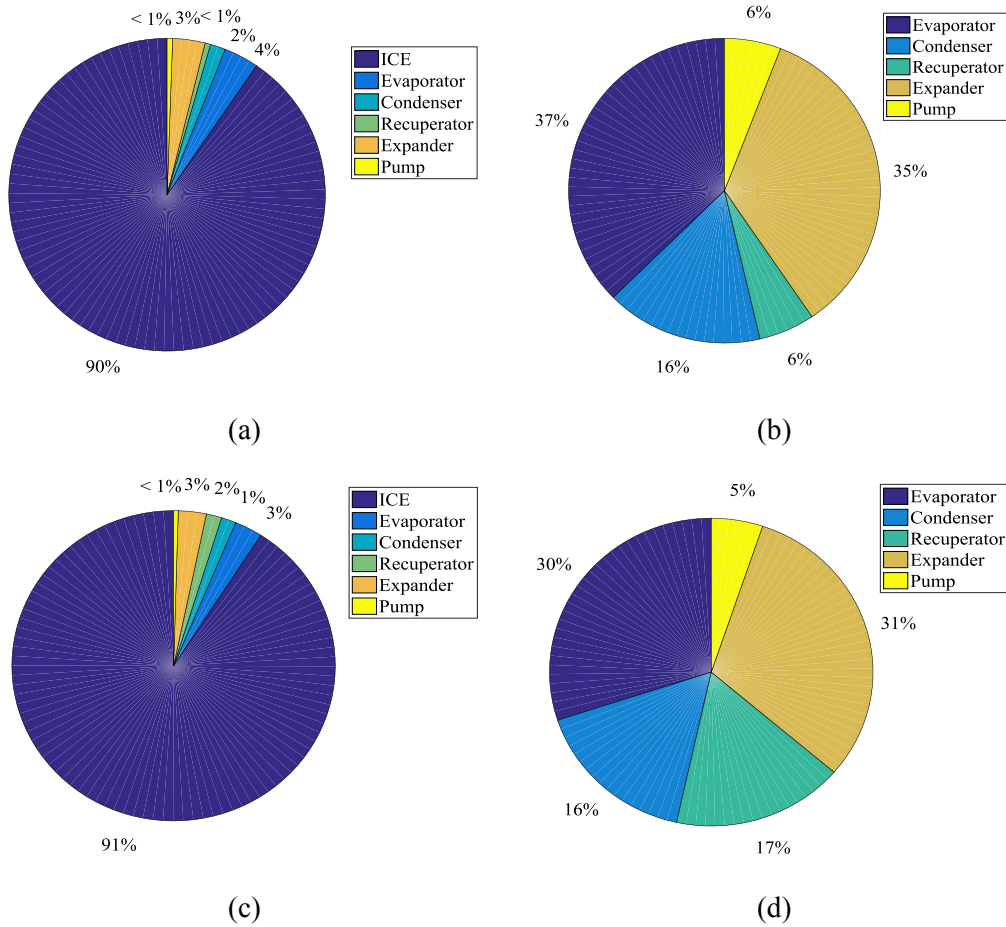 < 1%
3%
< 1%
2%
4%
90%
ICE
Evaporator
Condenser
Recuperator
Expander
Pump
(a)
6%
37%
35%
16%
6%
Evaporator
Condenser
Recuperator
Expander
Pump
(b)
< 1%
3%
2%
1%
3%
91%
ICE
Evaporator
Condenser
Recuperator
Expander
Pump
(c)
5%
30%
31%
16%
17%
Evaporator
Condenser
Recuperator
Expander
Pump
(d)